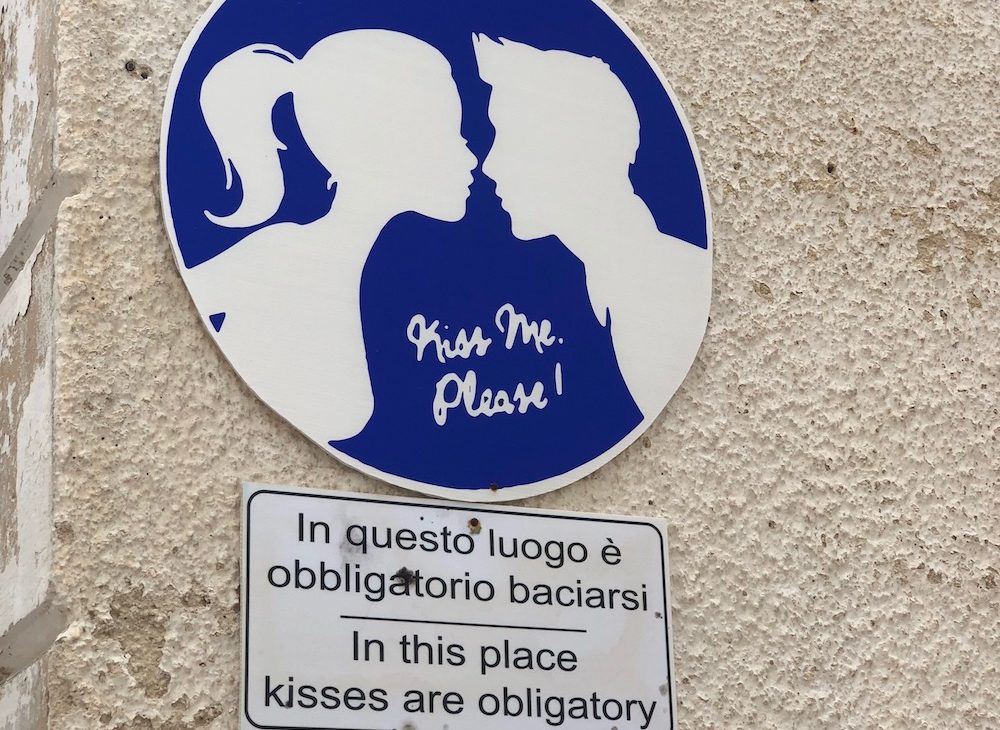 Kiss Me.
Please!
In questo luogo è
obbligatorio baciarsi
In this place
kisses are obligatory